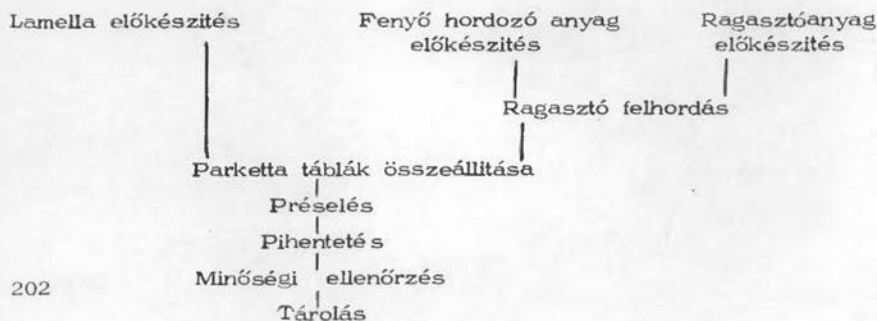 Lamella előkészités
Fenyő hordozó anyag
előkészités
Ragasztóanyag
előkészités
Ragasztó felhordás
Parketta táblák összeállitása
Préselés
Pihentetés
Minőségi ellenőrzés
202
Tárolás